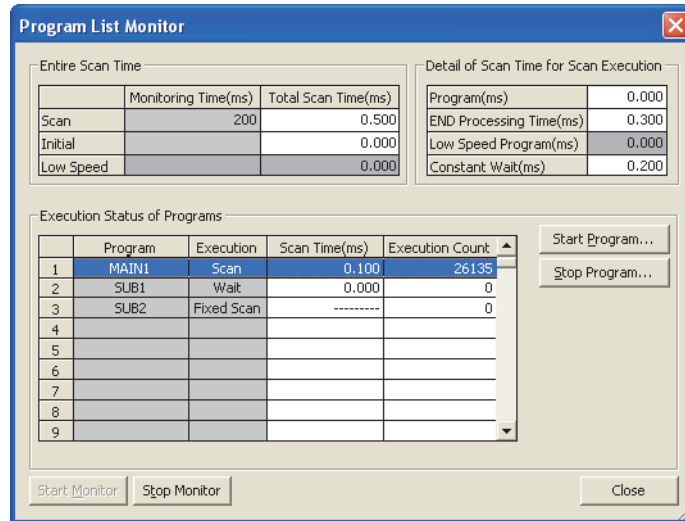 Program List Monitor
Entire Scan Time
Monitoring Time(ms) Total Scan Time(ms)
Scan 200 0.500
Initial 0.000
Low Speed 0.000
Detail of Scan Time for Scan Execution
Program(ms) 0.000
END Processing Time(ms) 0.300
Low Speed Program(ms) 0.000
Constant Wait(ms) 0.200
Execution Status of Programs
Program Execution Scan Time(ms) Execution Count
1 MAIN1 Scan 0.100 26135
2 SUB1 Wait 0.000 0
3 SUB2 Fixed Scan --------- 0
4
5
6
7
8
9
Start Program...
Stop Program...
Start Monitor Stop Monitor Close